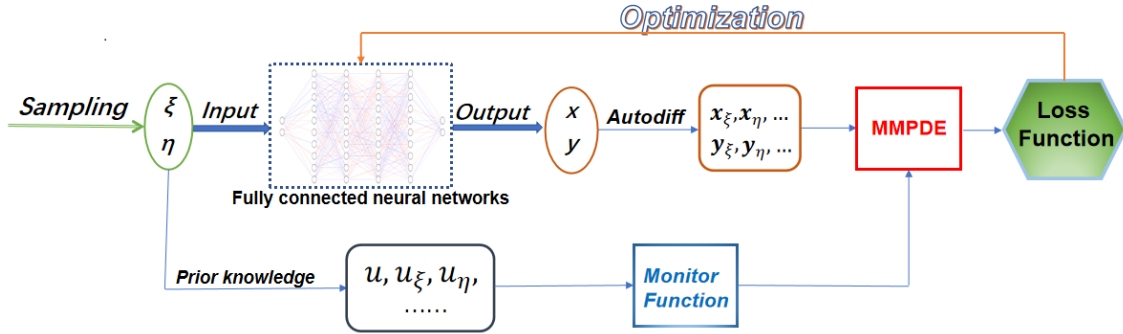 Optimization
Sampling
ξ
η
Input
Fully connected neural networks
Output
x
y
Autodiff
x_ξ, x_η, ...
y_ξ, y_η, ...
MMPDE
Loss
Function
Prior knowledge
u, u_ξ, u_η,
......
Monitor
Function